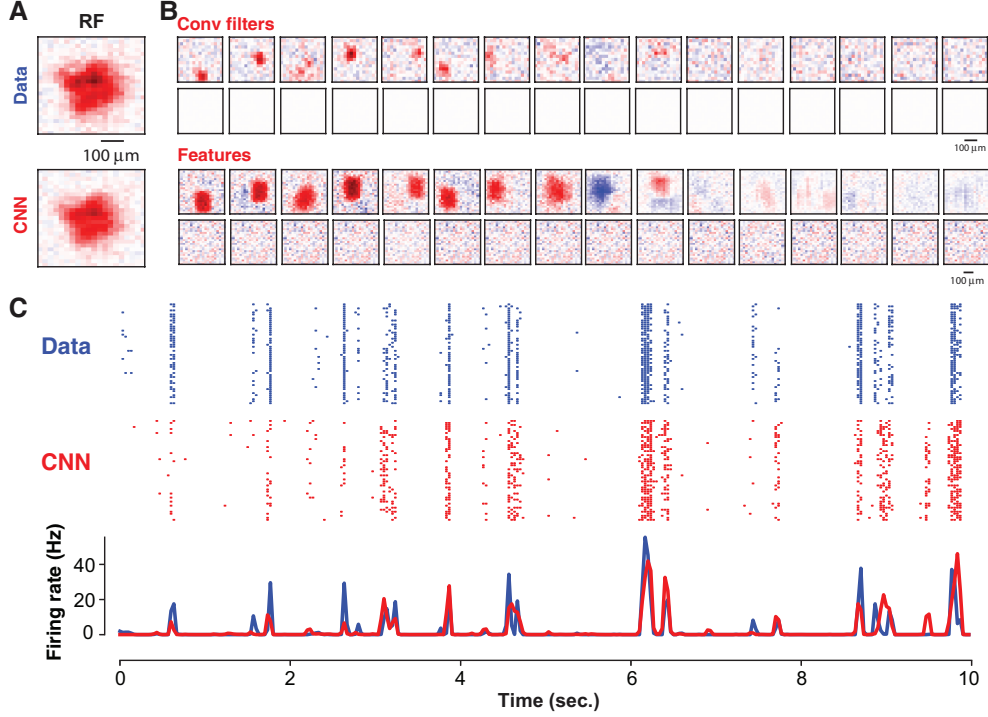 A
RF
Data
100 µm
CNN
B
Conv filters
100 µm
Features
100 µm
C
Data
CNN
Firing rate (Hz)
40
20
0
0 2 4 6 8 10
Time (sec.)